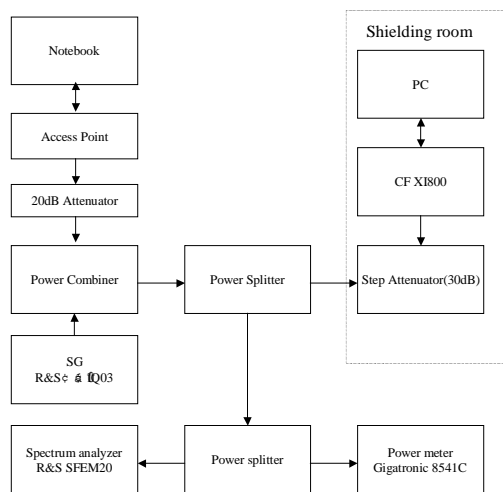 Notebook
Access Point
20dB Attenuator
Power Combiner
SG
R&S
Power Splitter
Shielding room
PC
CF XI800
Step Attenuator(30dB)
Spectrum analyzer
R&S SFEM20
Power splitter
Power meter
Gigatronic 8541C